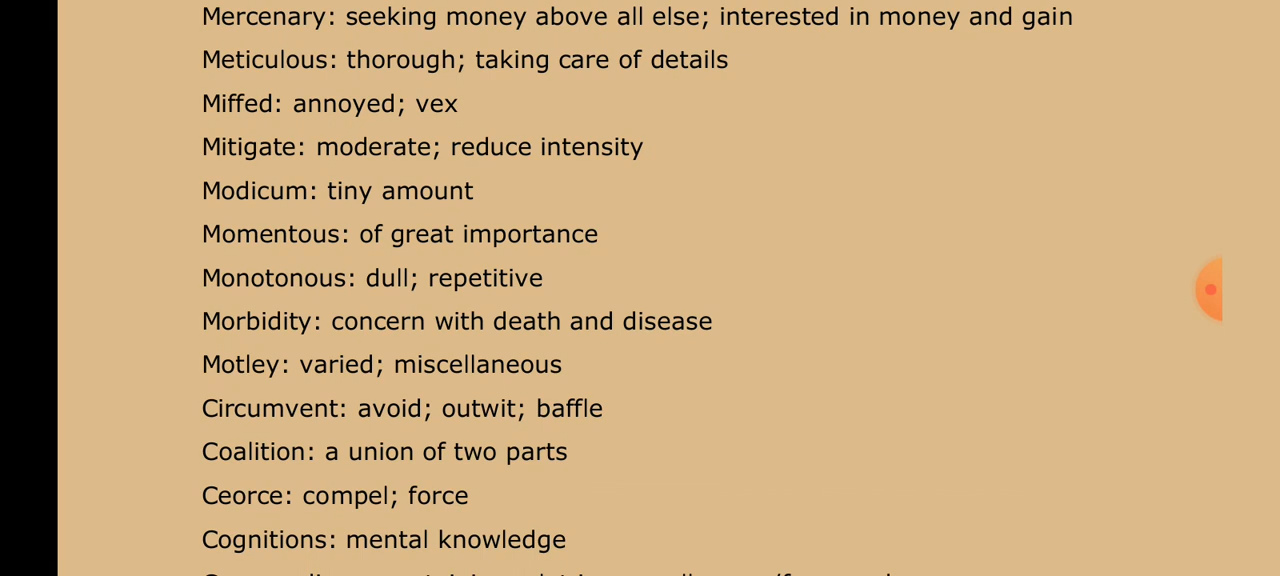 Mercenary: seeking money above all else; interested in money and gain
Meticulous: thorough; taking care of details
Miffed: annoyed; vex
Mitigate: moderate; reduce intensity
Modicum: tiny amount
Momentous: of great importance
Monotonous: dull; repetitive
Morbidity: concern with death and disease
Motley: varied; miscellaneous
Circumvent: avoid; outwit; baffle
Coalition: a union of two parts
Ceorce: compel; force
Cognitions: mental knowledge